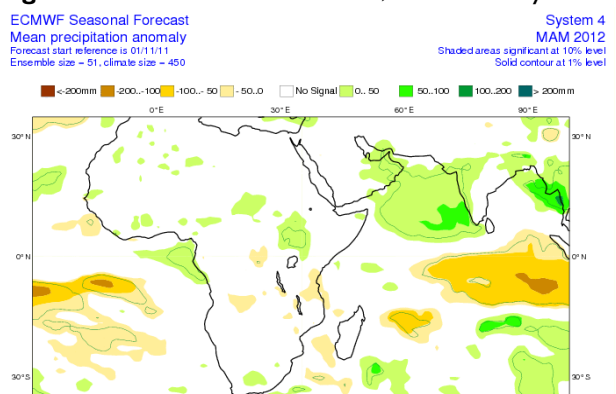 ECMWF Seasonal Forecast
System 4
Mean precipitation anomaly
MAM 2012
Forecast start reference is 01/11/11
Shaded areas significant at 10% level
Ensemble size = 51, climate size = 450
Solid contour at 1% level
<-200mm -200..-100 -100..- 50 - 50..0 No Signal 0.. 50 50..100 100..200 > 200mm
0°E 30°E 60°E 90°E
30°N 30°N
0°N 0°N
30°S 30°S